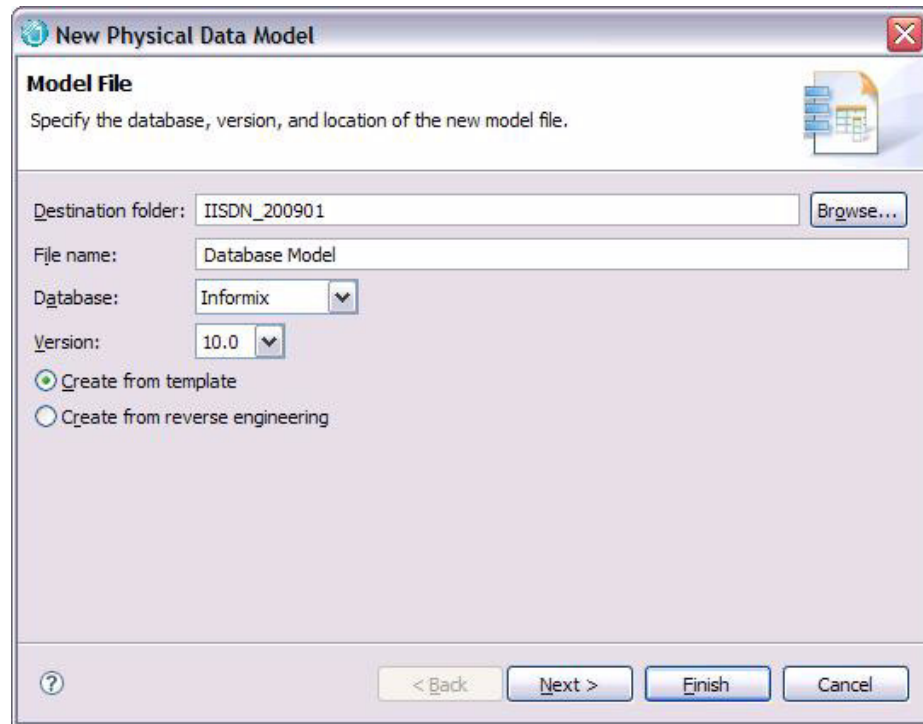 New Physical Data Model
Model File
Specify the database, version, and location of the new model file.
Destination folder: IISDN_200901 Browse...
File name: Database Model
Database: Informix
Version: 10.0
Create from template
Create from reverse engineering
? < Back Next > Finish Cancel